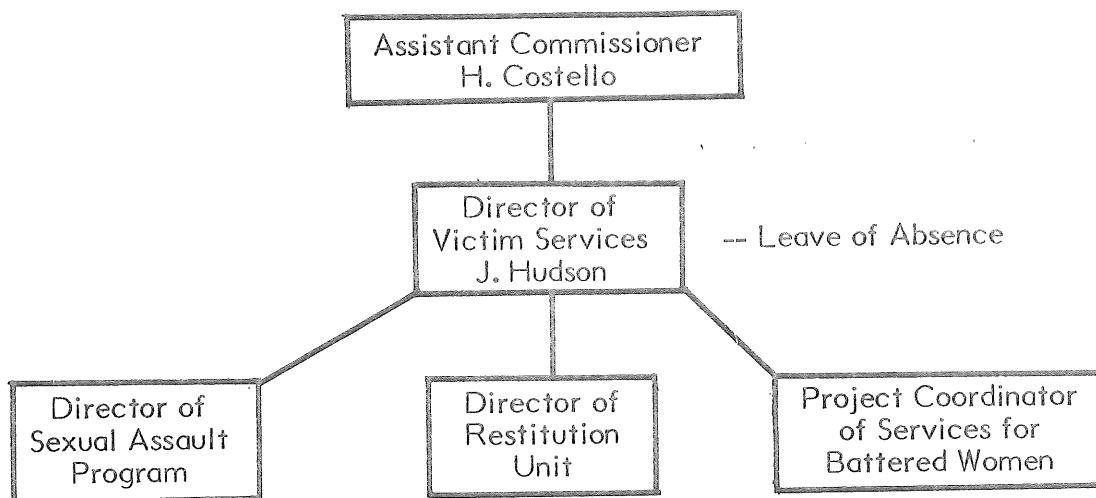 Assistant Commissioner
H. Costello
Director of
Victim Services
J. Hudson
-- Leave of Absence
Director of
Sexual Assault
Program
Director of
Restitution
Unit
Project Coordinator
of Services for
Battered Women